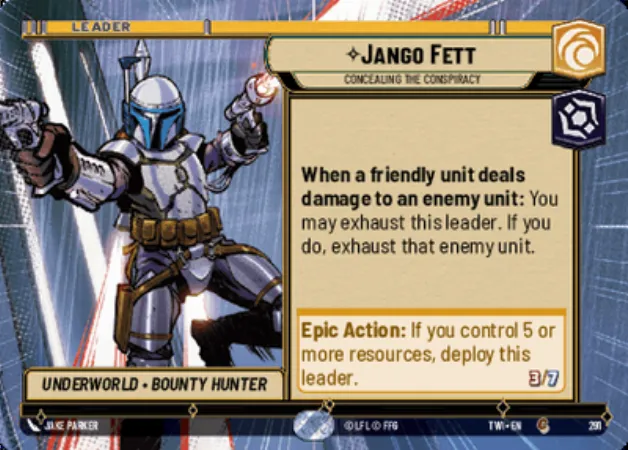 LEADER
JANGO FETT
CONCEALING THE CONSPIRACY
When a friendly unit deals
damage to an enemy unit: You
may exhaust this leader. If you
do, exhaust that enemy unit.
Epic Action: If you control 5 or
more resources, deploy this
leader.
3/7
UNDERWORLD • BOUNTY HUNTER
JAKE PARKER
© LFL © FFG
TWI • EN
291